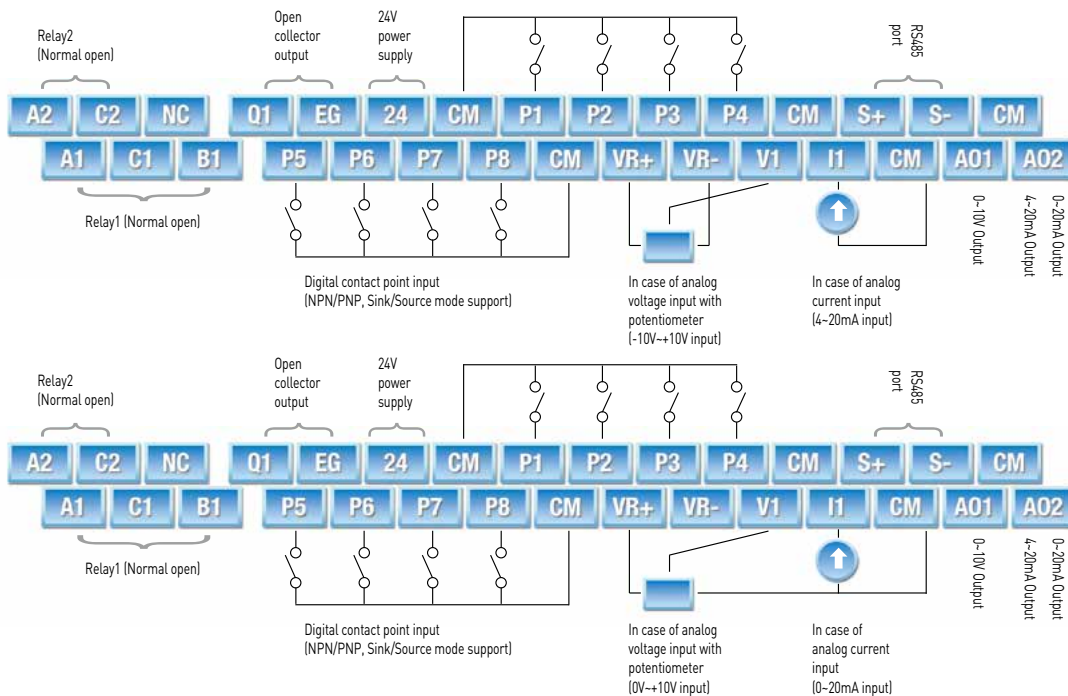 Relay2
(Normal open)
Open
collector
output
24V
power
supply
RS485
port
A2 C2 NC Q1 EG 24 CM P1 P2 P3 P4 CM S+ S- CM
A1 C1 B1 P5 P6 P7 P8 CM VR+ VR- V1 I1 CM AO1 AO2
Relay1 (Normal open)
Digital contact point input
(NPN/PNP, Sink/Source mode support)
In case of analog
voltage input with
potentiometer
(-10V~+10V input)
In case of analog
current input
(4~20mA input)
0~10V Output
4~20mA Output
0~20mA Output
Relay2
(Normal open)
Open
collector
output
24V
power
supply
RS485
port
A2 C2 NC Q1 EG 24 CM P1 P2 P3 P4 CM S+ S- CM
A1 C1 B1 P5 P6 P7 P8 CM VR+ VR- V1 I1 CM AO1 AO2
Relay1 (Normal open)
Digital contact point input
(NPN/PNP, Sink/Source mode support)
In case of analog
voltage input with
potentiometer
(0V~+10V input)
In case of
analog current
input
(0~20mA input)
0~10V Output
4~20mA Output
0~20mA Output